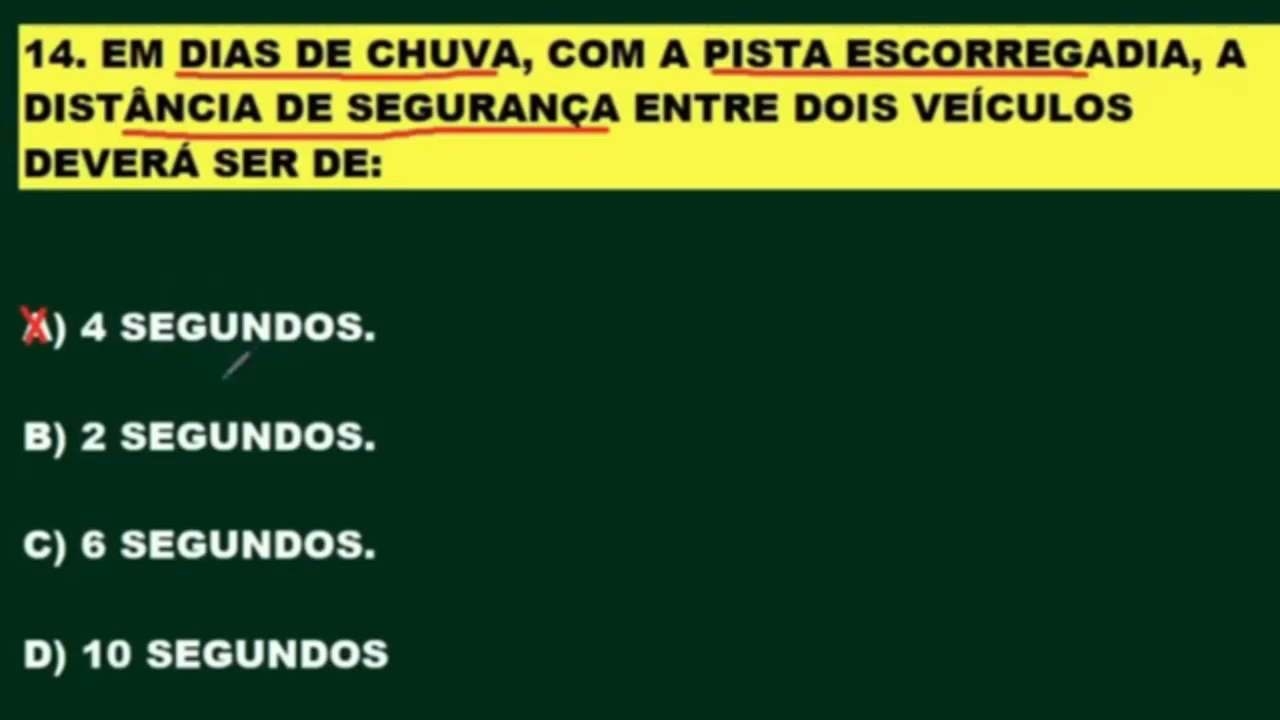 14. EM DIAS DE CHUVA, COM A PISTA ESCORREGADIA, A
DISTÂNCIA DE SEGURANÇA ENTRE DOIS VEÍCULOS
DEVERÁ SER DE:
A) 4 SEGUNDOS.
B) 2 SEGUNDOS.
C) 6 SEGUNDOS.
D) 10 SEGUNDOS